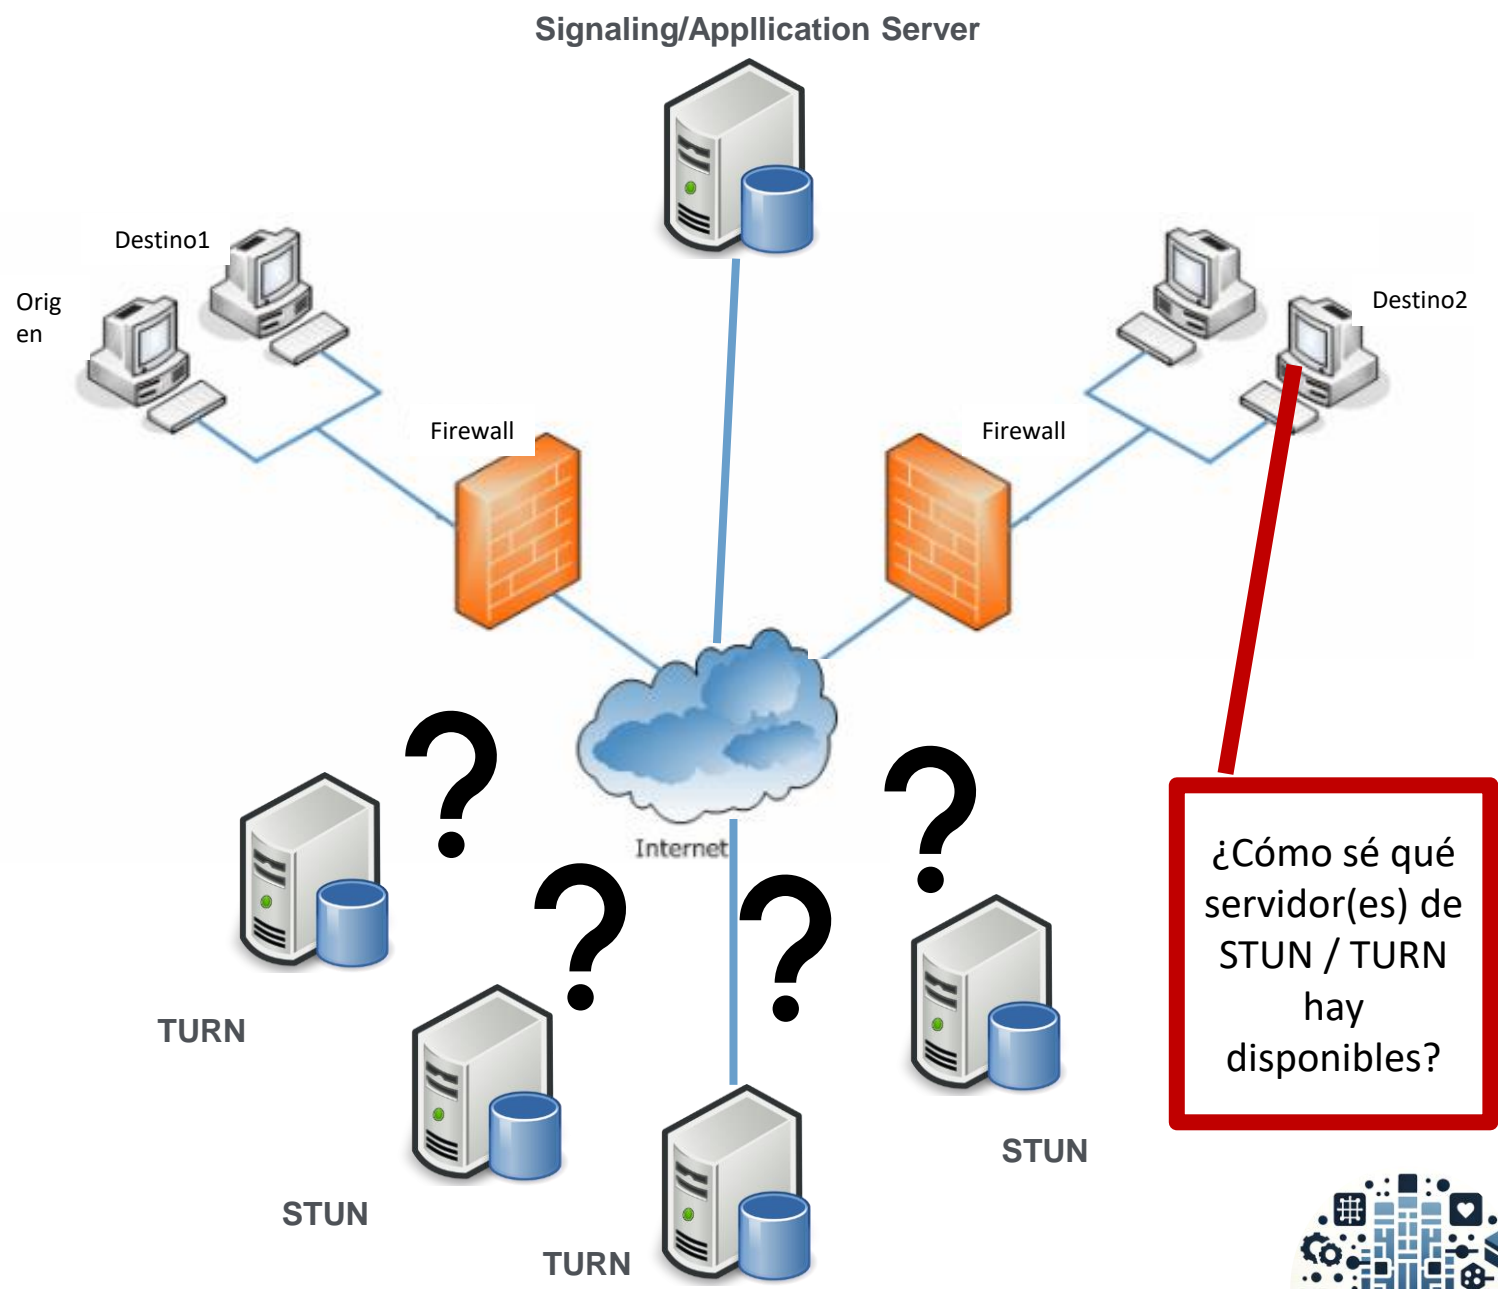 Signaling/Appllication Server
Destino1
Orig
en
Destino2
Firewall
Firewall
Internet
¿Cómo sé qué
servidor(es) de
STUN / TURN
hay
disponibles?
TURN
STUN
STUN
TURN